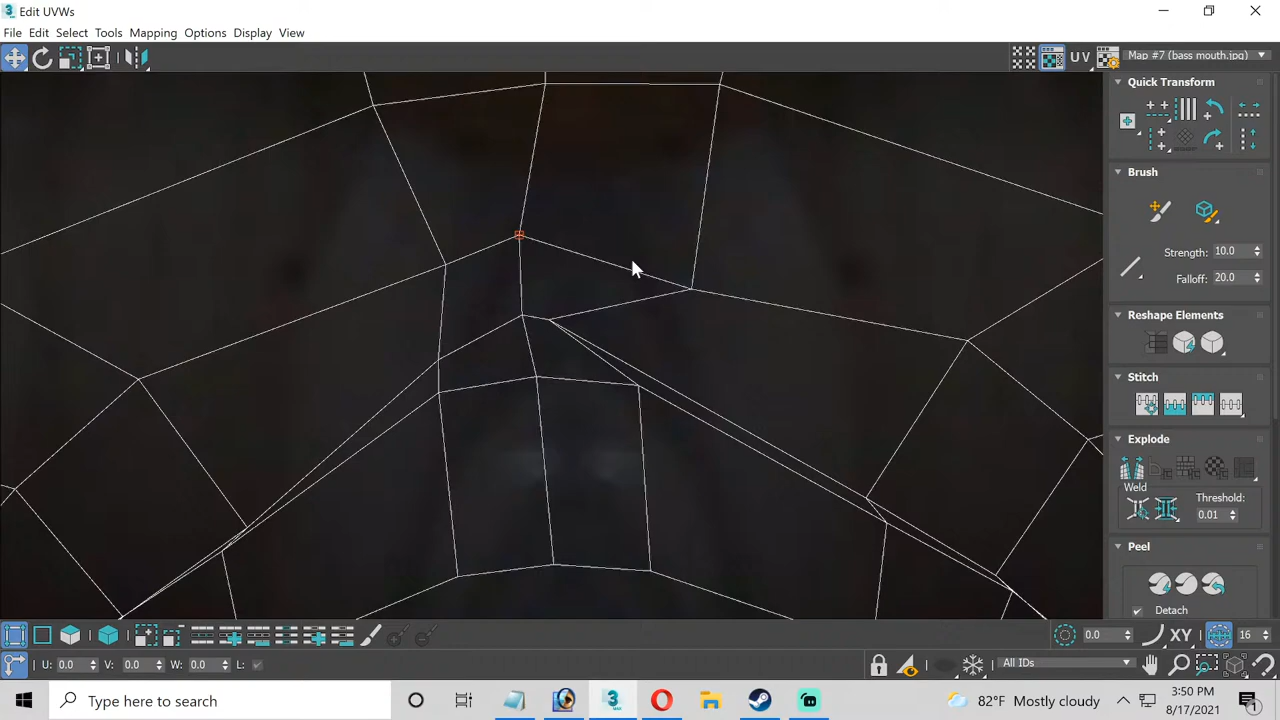 Edit UVWs
File Edit Select Tools Mapping Options Display View
UV Map #7 (bass mouth.jpg)
Quick Transform
Brush
Strength: 10.0
Falloff: 20.0
Reshape Elements
Stitch
Explode
Weld
Threshold:
0.01
Peel
Detach
0.0 XY 16
U: 0.0 V: 0.0 W: 0.0 L: All IDs
Type here to search
82°F Mostly cloudy
3:50 PM
8/17/2021
1